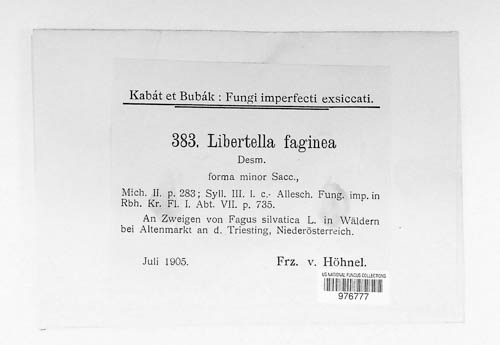 Kabát et Bubák : Fungi imperfecti exsiccati.
383. Libertella faginea
Desm.
forma minor Sacc.,
Mich. II. p. 283; Syll. III. l. c.- Allesch. Fung. imp. in
Rbh. Kr. Fl. I. Abt. VII. p. 735.
An Zweigen von Fagus silvatica L. in Wäldern
bei Altenmarkt an d. Triesting, Niederösterreich.
Juli 1905. Frz. v. Höhnel.
US NATIONAL FUNGUS COLLECTIONS
976777